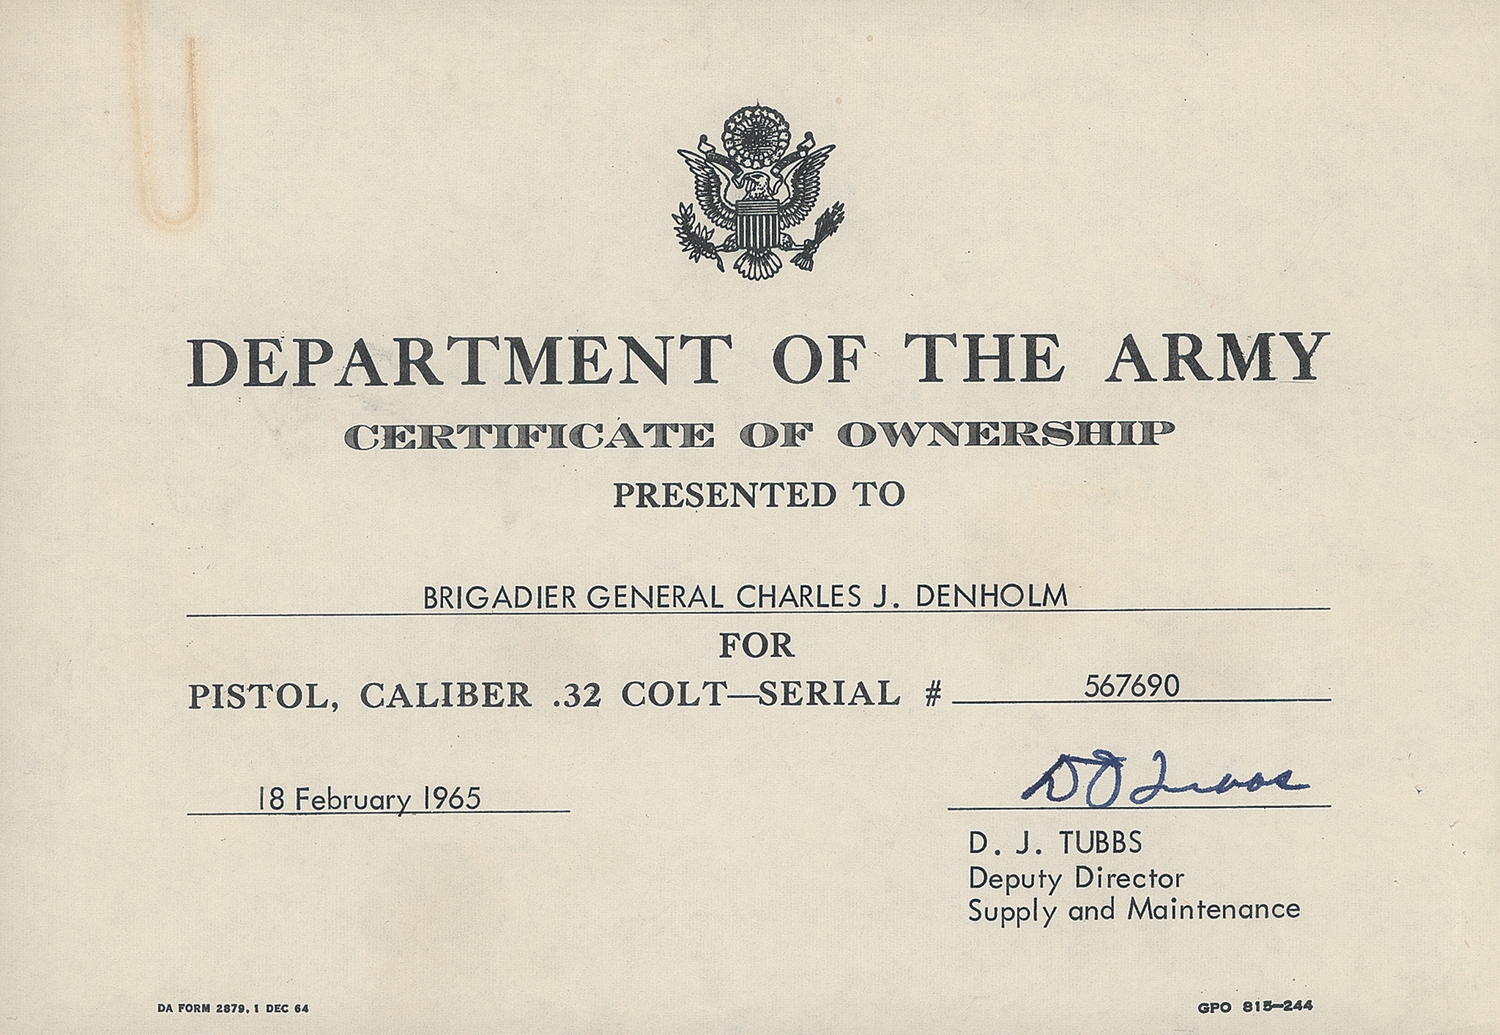 DEPARTMENT OF THE ARMY
CERTIFICATE OF OWNERSHIP
PRESENTED TO
BRIGADIER GENERAL CHARLES J. DENHOLM
FOR
PISTOL, CALIBER .32 COLT—SERIAL # 567690
18 February 1965
D J Tubbs
D. J. TUBBS
Deputy Director
Supply and Maintenance
DA FORM 2879, 1 DEC 64
GPO 815-244